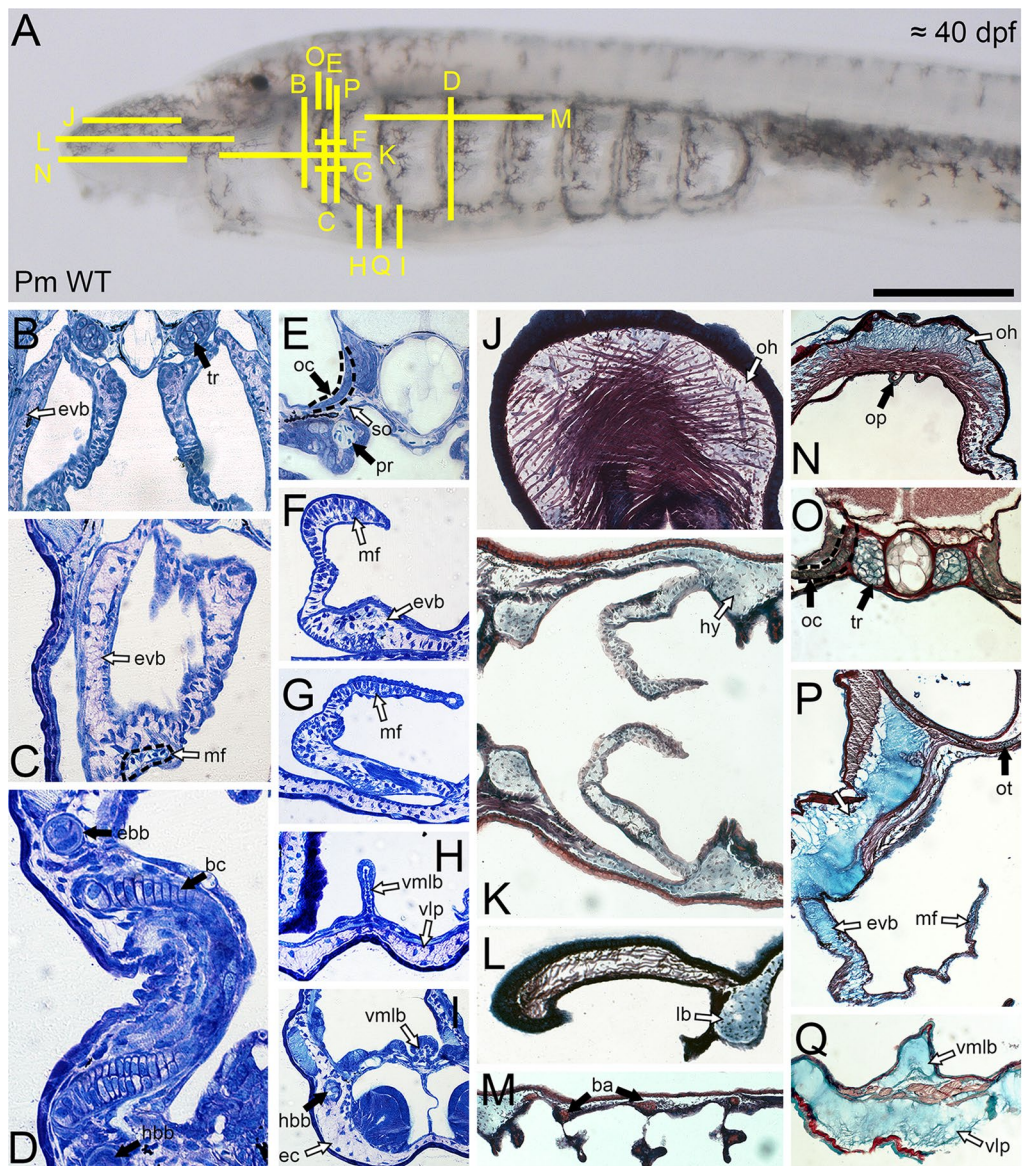 A
≈ 40 dpf
O
E
B
P
D
J
F
M
L
K
N
G
C
H
Q
I
Pm WT
B
tr
evb
E
oc
so
pr
J
oh
oh
op
N
C
evb
mf
F
mf
evb
O
oc
tr
hy
K
G
mf
P
ot
evb
mf
D
ebb
bc
hbb
H
vmlb
vlp
L
lb
I
vmlb
hbb
ec
M
ba
Q
vmlb
vlp